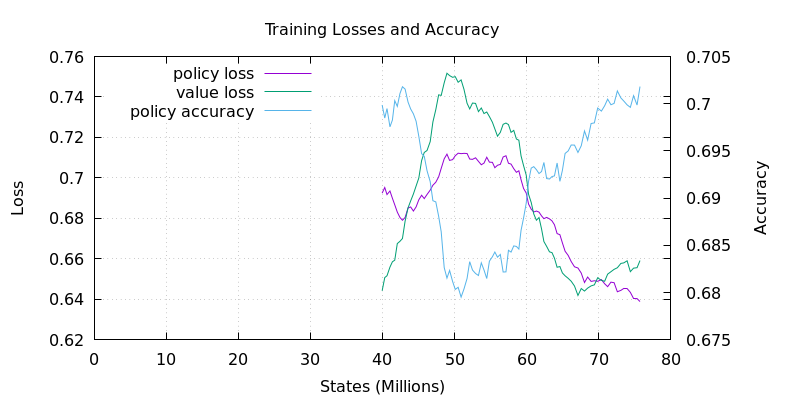 Training Losses and Accuracy
policy loss
value loss
policy accuracy
Loss
0.76
0.74
0.72
0.7
0.68
0.66
0.64
0.62
0 10 20 30 40 50 60 70 80
States (Millions)
0.705
0.7
0.695
0.69
0.685
0.68
0.675
Accuracy